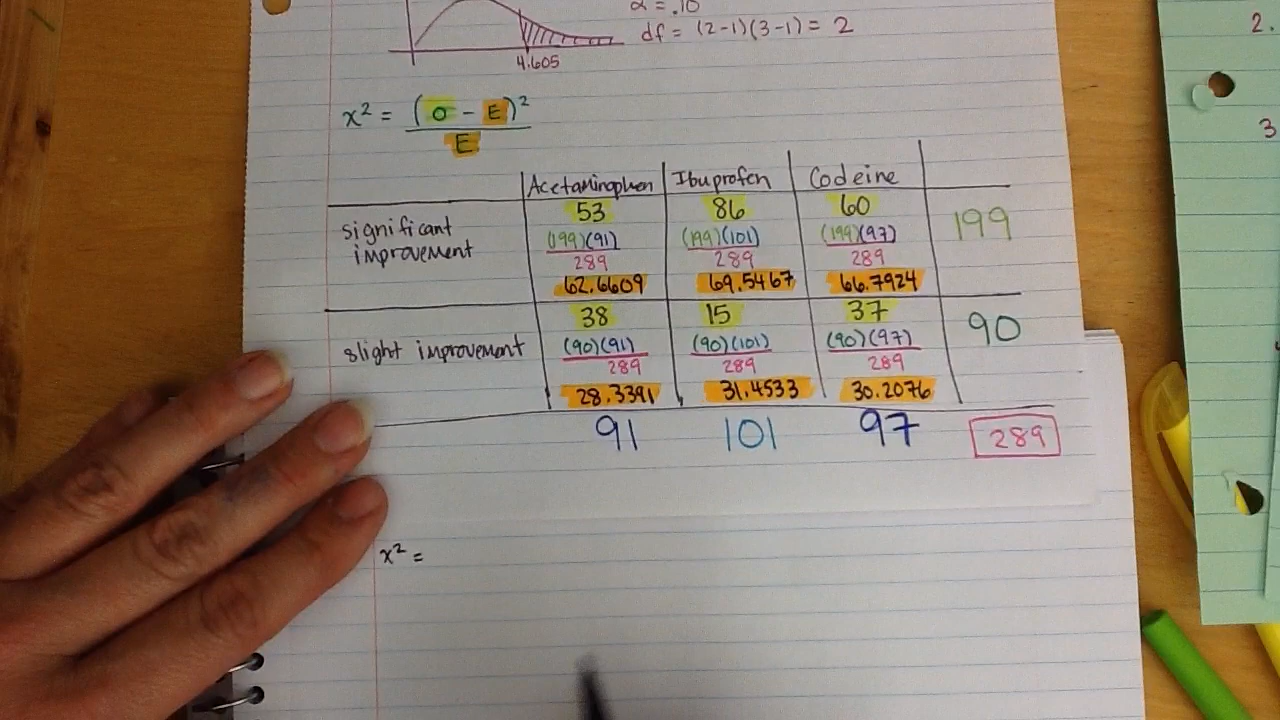 α = .10
df = (2-1)(3-1) = 2
4.605
x² = (O - E)²
E
Acetaminophen Ibuprofen Codeine
53 86 60
significant improvement
(199)(91) (199)(101) (199)(97) 199
289 289 289
62.6609 69.5467 66.7924
38 15 37
slight improvement (90)(91) (90)(101) (90)(97) 90
289 289 289
28.3391 31.4533 30.2076
91 101 97 289
x² =
2.
3